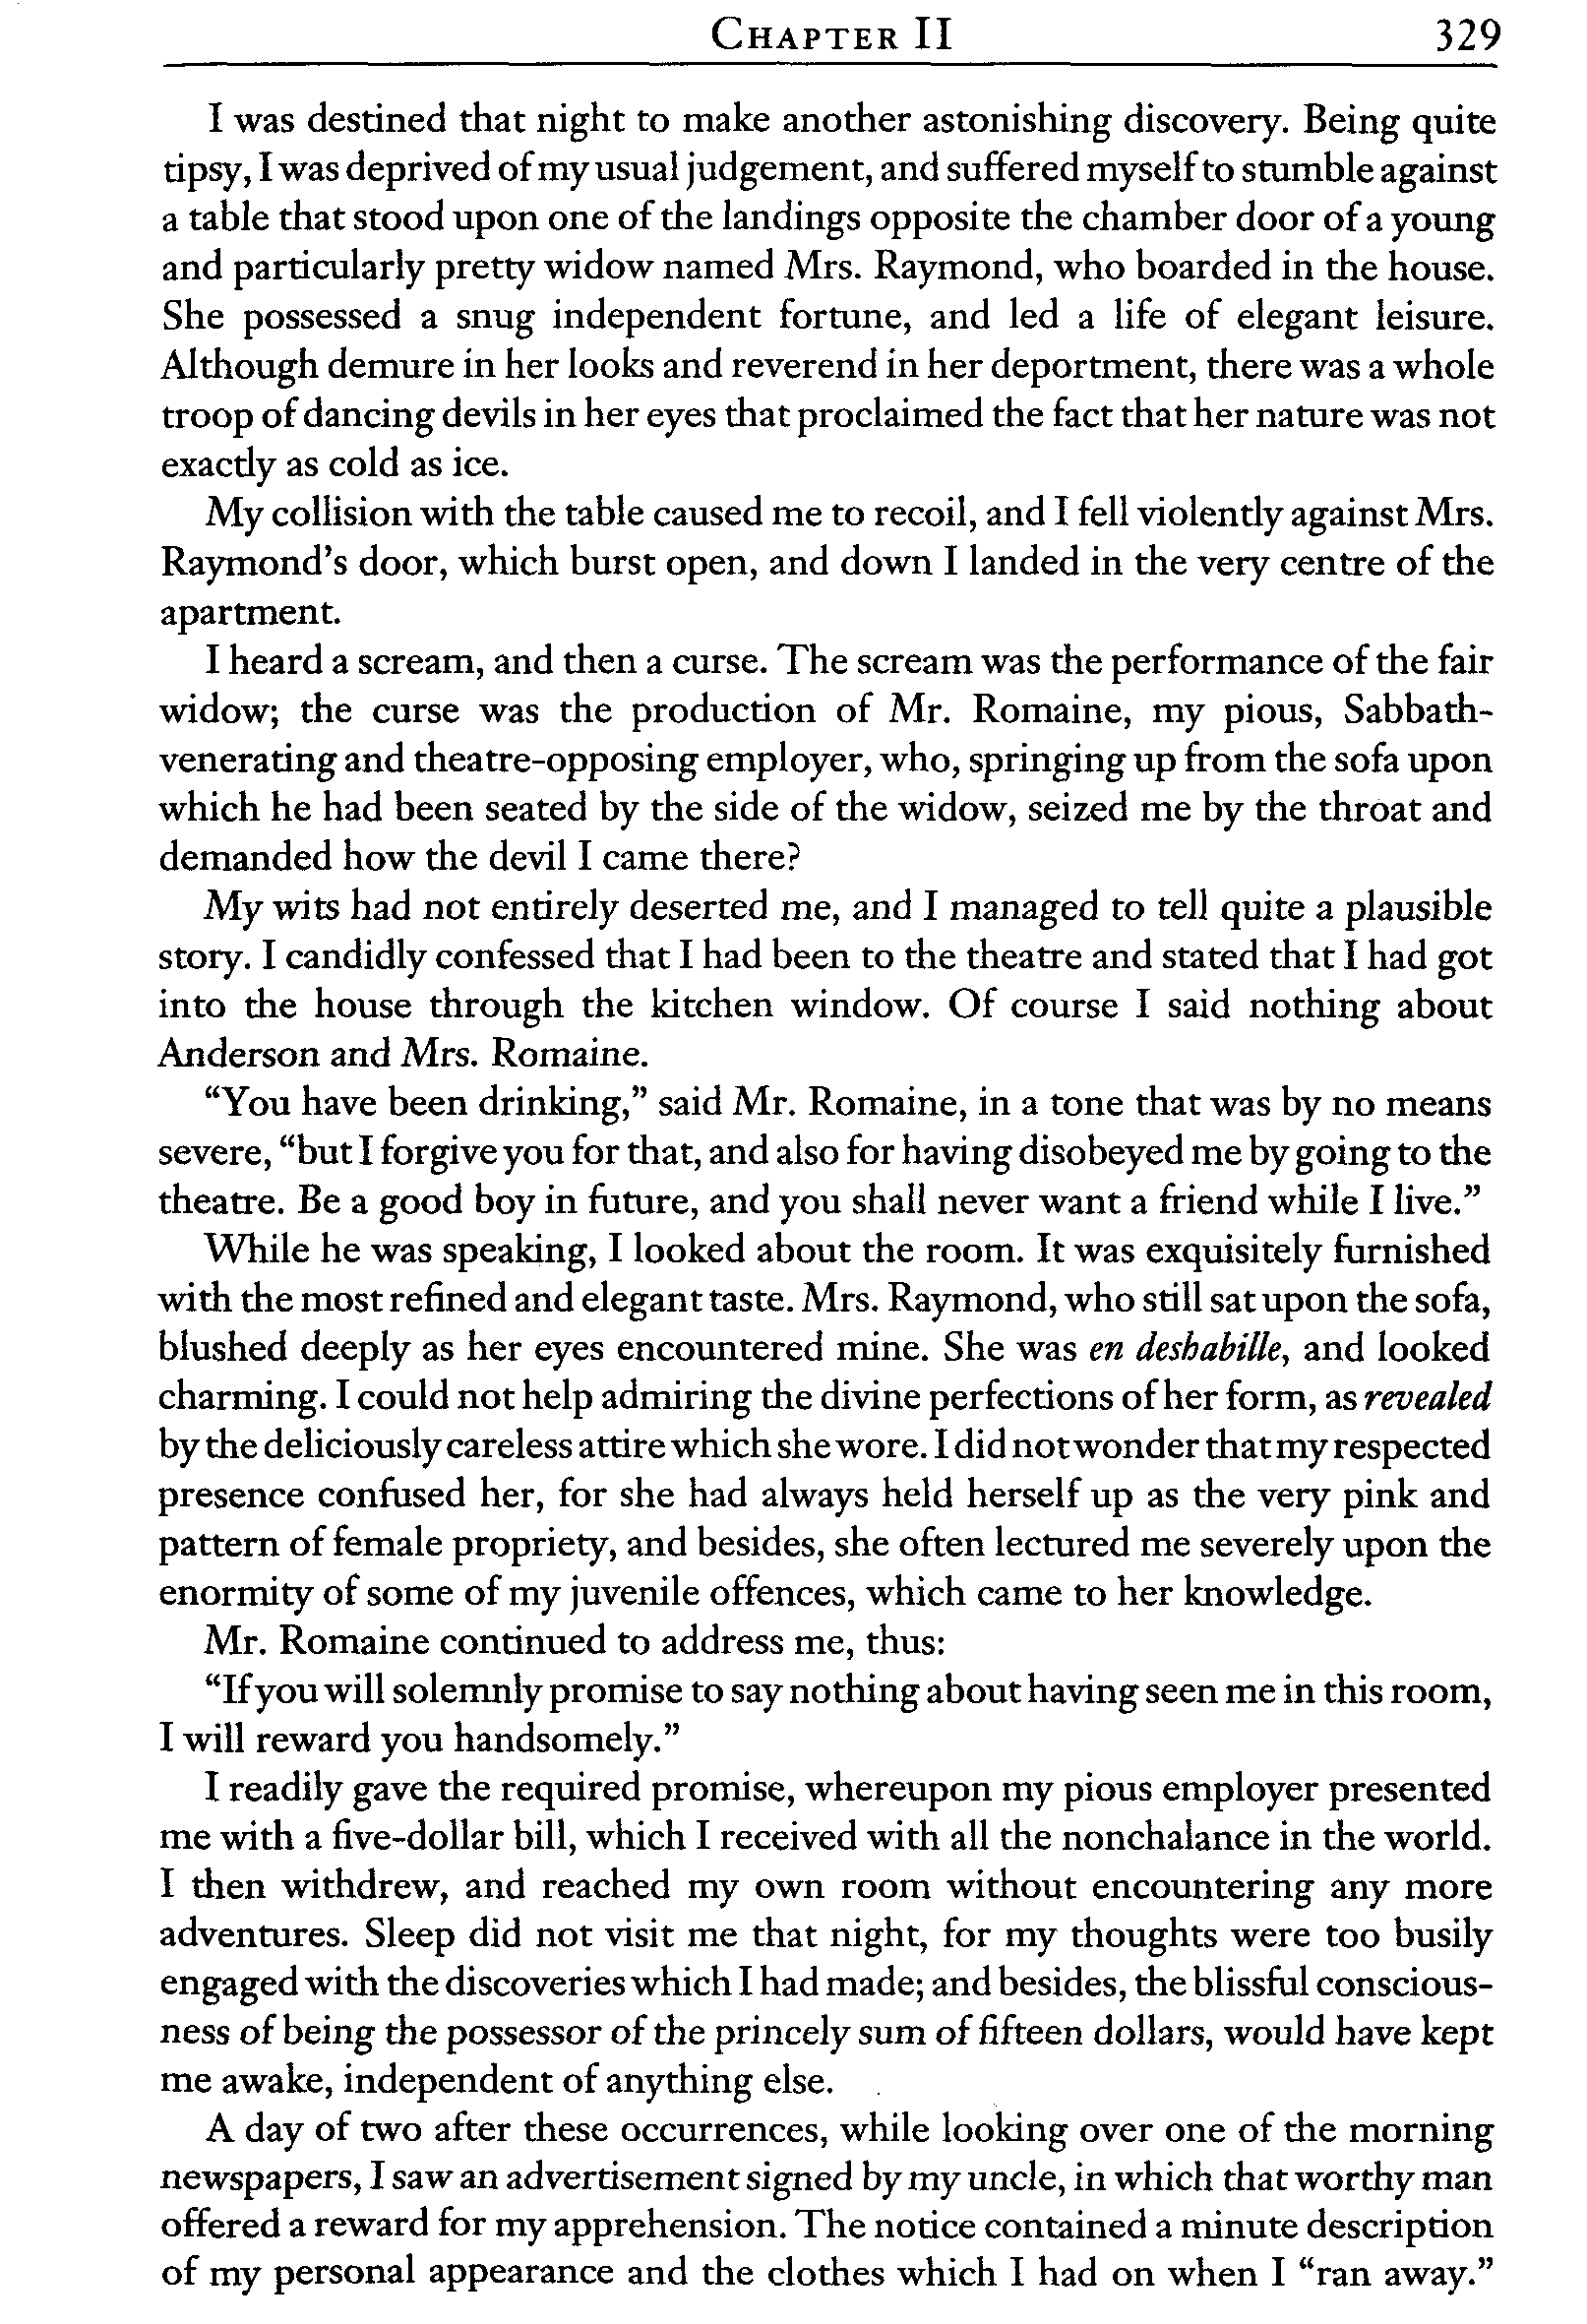 CHAPTER II 329
I was destined that night to make another astonishing discovery. Being quite
tipsy, I was deprived of my usual judgement, and suffered myself to stumble against
a table that stood upon one of the landings opposite the chamber door of a young
and particularly pretty widow named Mrs. Raymond, who boarded in the house.
She possessed a snug independent fortune, and led a life of elegant leisure.
Although demure in her looks and reverend in her deportment, there was a whole
troop of dancing devils in her eyes that proclaimed the fact that her nature was not
exactly as cold as ice.
My collision with the table caused me to recoil, and I fell violently against Mrs.
Raymond's door, which burst open, and down I landed in the very centre of the
apartment.
I heard a scream, and then a curse. The scream was the performance of the fair
widow; the curse was the production of Mr. Romaine, my pious, Sabbath-
venerating and theatre-opposing employer, who, springing up from the sofa upon
which he had been seated by the side of the widow, seized me by the throat and
demanded how the devil I came there?
My wits had not entirely deserted me, and I managed to tell quite a plausible
story. I candidly confessed that I had been to the theatre and stated that I had got
into the house through the kitchen window. Of course I said nothing about
Anderson and Mrs. Romaine.
“You have been drinking,” said Mr. Romaine, in a tone that was by no means
severe, “but I forgive you for that, and also for having disobeyed me by going to the
theatre. Be a good boy in future, and you shall never want a friend while I live.”
While he was speaking, I looked about the room. It was exquisitely furnished
with the most refined and elegant taste. Mrs. Raymond, who still sat upon the sofa,
blushed deeply as her eyes encountered mine. She was en deshabille, and looked
charming. I could not help admiring the divine perfections of her form, as revealed
by the deliciously careless attire which she wore. I did not wonder that my respected
presence confused her, for she had always held herself up as the very pink and
pattern of female propriety, and besides, she often lectured me severely upon the
enormity of some of my juvenile offences, which came to her knowledge.
Mr. Romaine continued to address me, thus:
“If you will solemnly promise to say nothing about having seen me in this room,
I will reward you handsomely.”
I readily gave the required promise, whereupon my pious employer presented
me with a five-dollar bill, which I received with all the nonchalance in the world.
I then withdrew, and reached my own room without encountering any more
adventures. Sleep did not visit me that night, for my thoughts were too busily
engaged with the discoveries which I had made; and besides, the blissful conscious-
ness of being the possessor of the princely sum of fifteen dollars, would have kept
me awake, independent of anything else.
A day of two after these occurrences, while looking over one of the morning
newspapers, I saw an advertisement signed by my uncle, in which that worthy man
offered a reward for my apprehension. The notice contained a minute description
of my personal appearance and the clothes which I had on when I “ran away.”